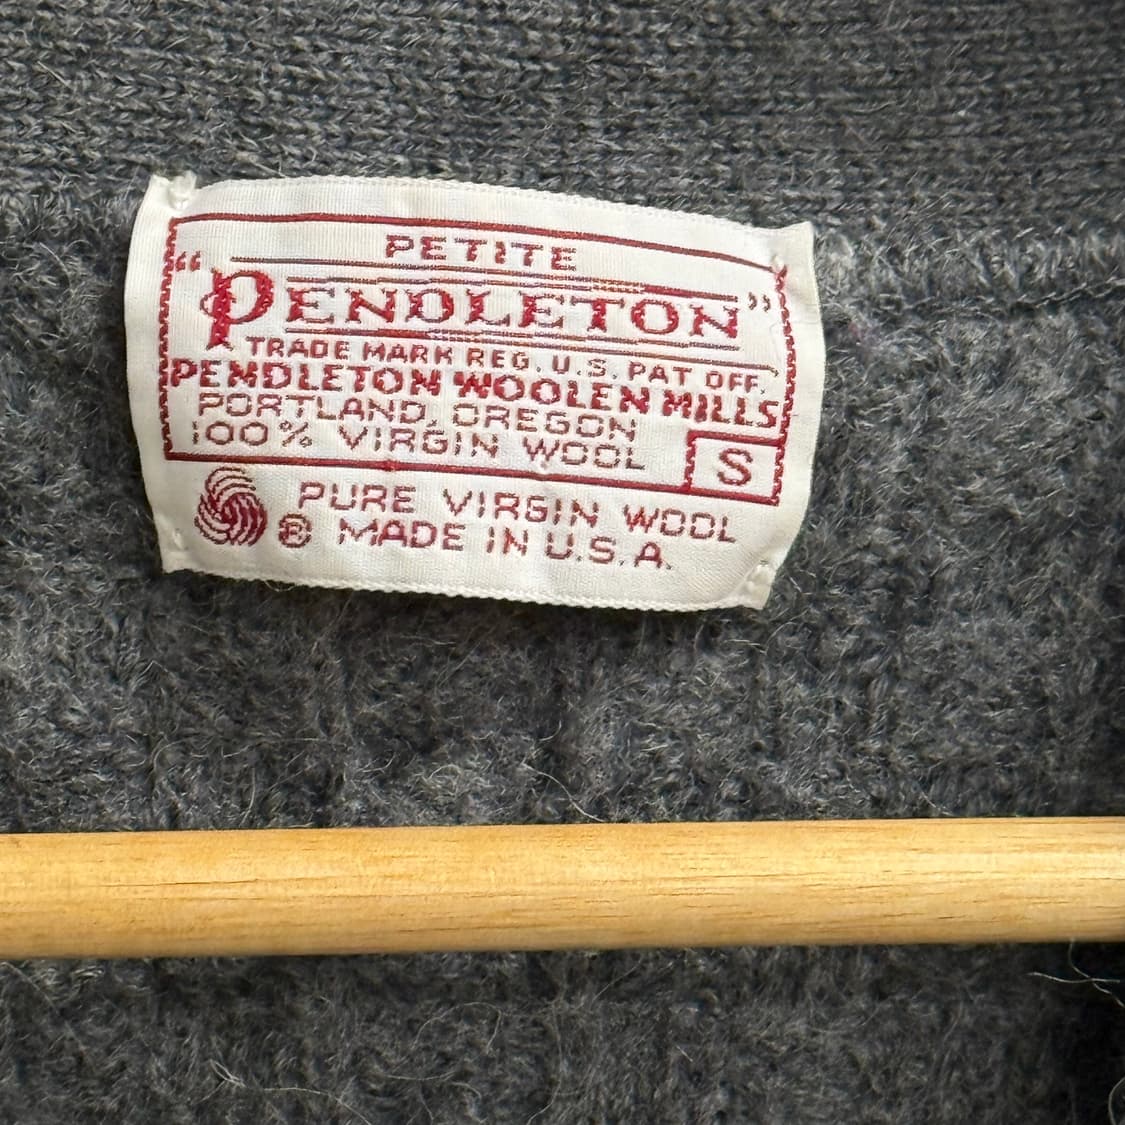 PETITE
"PENDLETON"
TRADE MARK REG. U.S. PAT OFF.
PENDLETON WOOLEN MILLS
PORTLAND, OREGON
100% VIRGIN WOOL
S
PURE VIRGIN WOOL
® MADE IN U.S.A.